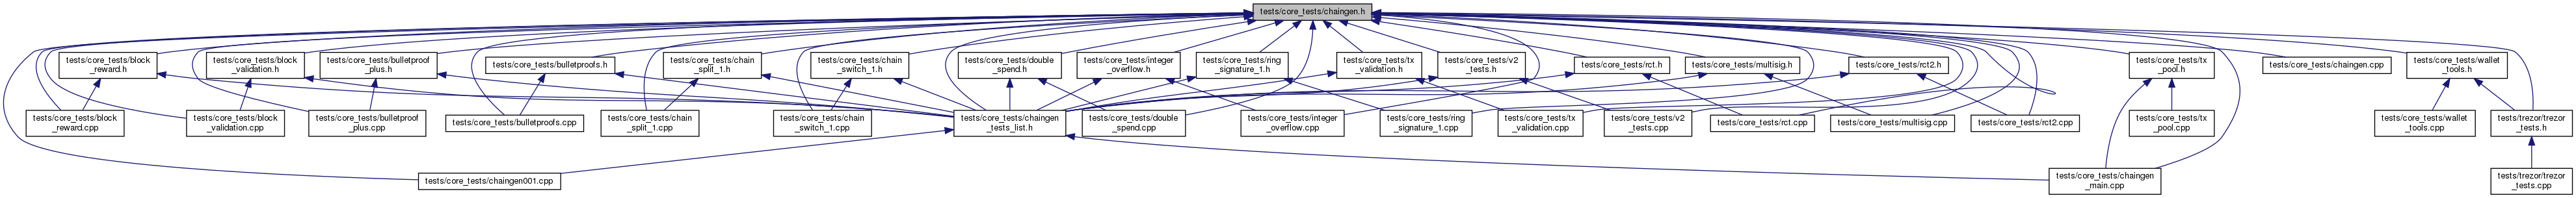 tests/core_tests/chaingen.h
tests/core_tests/block
_reward.h
tests/core_tests/block
_validation.h
tests/core_tests/bulletproof
_plus.h
tests/core_tests/bulletproofs.h
tests/core_tests/chain
_split_1.h
tests/core_tests/chain
_switch_1.h
tests/core_tests/double
_spend.h
tests/core_tests/integer
_overflow.h
tests/core_tests/ring
_signature_1.h
tests/core_tests/tx
_validation.h
tests/core_tests/v2
_tests.h
tests/core_tests/rct.h
tests/core_tests/multisig.h
tests/core_tests/rct2.h
tests/core_tests/tx
_pool.h
tests/core_tests/chaingen.cpp
tests/core_tests/wallet
_tools.h
tests/core_tests/block
_reward.cpp
tests/core_tests/block
_validation.cpp
tests/core_tests/bulletproof
_plus.cpp
tests/core_tests/bulletproofs.cpp
tests/core_tests/chain
_split_1.cpp
tests/core_tests/chain
_switch_1.cpp
tests/core_tests/chaingen
_tests_list.h
tests/core_tests/double
_spend.cpp
tests/core_tests/integer
_overflow.cpp
tests/core_tests/ring
_signature_1.cpp
tests/core_tests/tx
_validation.cpp
tests/core_tests/v2
_tests.cpp
tests/core_tests/rct.cpp
tests/core_tests/multisig.cpp
tests/core_tests/rct2.cpp
tests/core_tests/tx
_pool.cpp
tests/core_tests/wallet
_tools.cpp
tests/trezor/trezor
_tests.h
tests/core_tests/chaingen001.cpp
tests/core_tests/chaingen
_main.cpp
tests/trezor/trezor
_tests.cpp